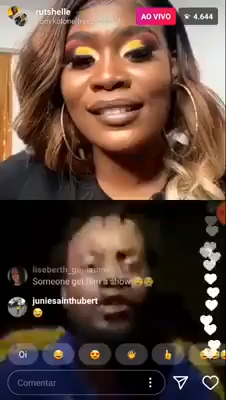 rutshelle
AO VIVO
4.644
Someone get him a show😂😂
juniesainthubert
😂
Oi
Comentar